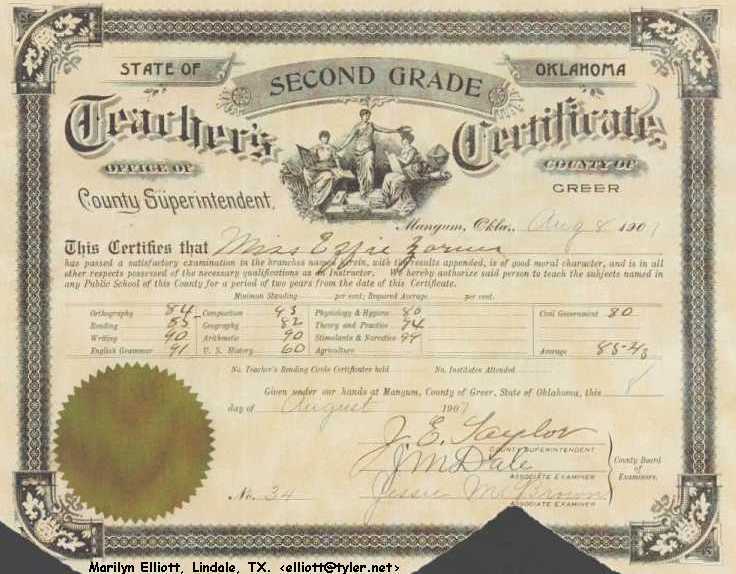 STATE OF SECOND GRADE OKLAHOMA
Teacher's Certificate,
OFFICE OF COUNTY OF
County Superintendent. GREER
Mangum, Okla., Aug 8 1907
This Certifies that Miss Effie
has passed a satisfactory examination in the branches named herein, with the results appended, is of good moral character, and is in all
other respects possessed of the necessary qualifications as an Instructor. We hereby authorize said person to teach the subjects named in
any Public School of this County for a period of two years from the date of this Certificate.
Minimum Standing per cent; Required Average per cent.
Orthography 84 Composition 93 Physiology & Hygiene 80 Civil Government 80
Reading 85 Geography 82 Theory and Practice 94
Writing 90 Arithmetic 90 Stimulants & Narcotics 99
English Grammar 91 U. S. History 60 Agriculture Average 85-2/3
No. Teacher's Reading Circle Certificates held No. Institutes Attended
Given under our hands at Mangum, County of Greer, State of Oklahoma, this 8
day of August 1907
J. E. Taylor
COUNTY SUPERINTENDENT
J M Dale County Board of Examiners.
ASSOCIATE EXAMINER
No. 34 Jessie McBrown
ASSOCIATE EXAMINER
Marilyn Elliott, Lindale, TX. <elliott@tyler.net>